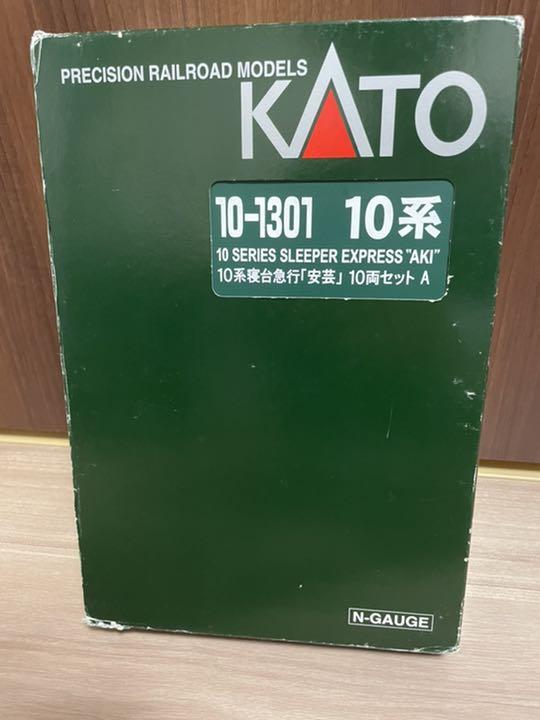 PRECISION RAILROAD MODELS
KATO
10-1301 10系
10 SERIES SLEEPER EXPRESS "AKI"
10系寝台急行「安芸」 10両セット A
N-GAUGE